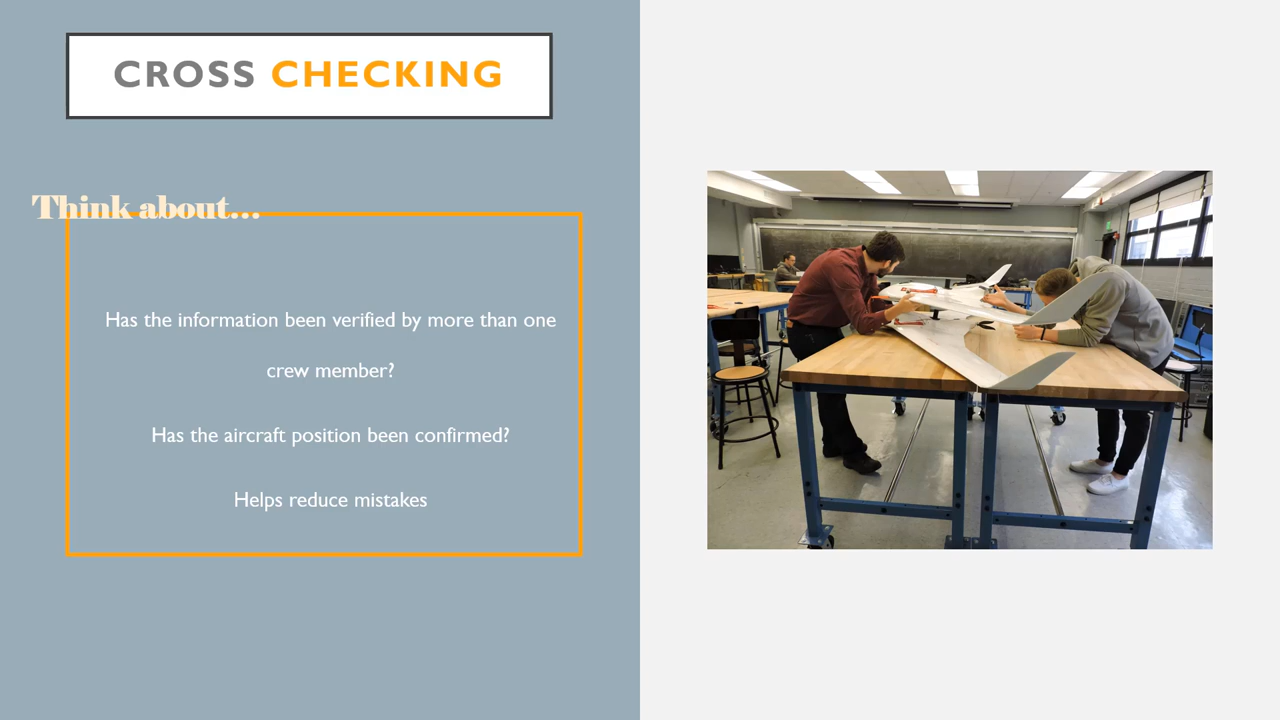 CROSS CHECKING
Think about...
Has the information been verified by more than one
crew member?
Has the aircraft position been confirmed?
Helps reduce mistakes